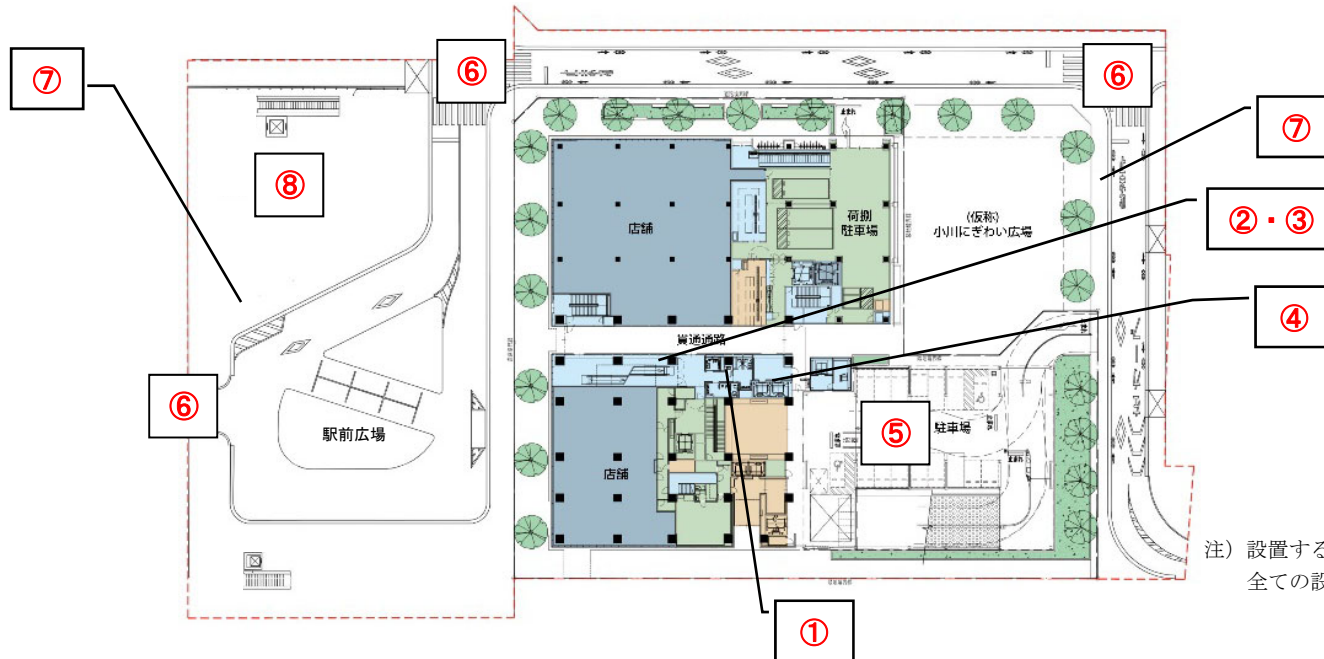 ⑦
⑥
⑥
⑦
⑧
②・③
店舗
荷捌
駐車場
(仮称)
小川にぎわい広場
④
貫通通路
⑥
駅前広場
⑤
駐車場
店舗
注）設置する
全ての設
①